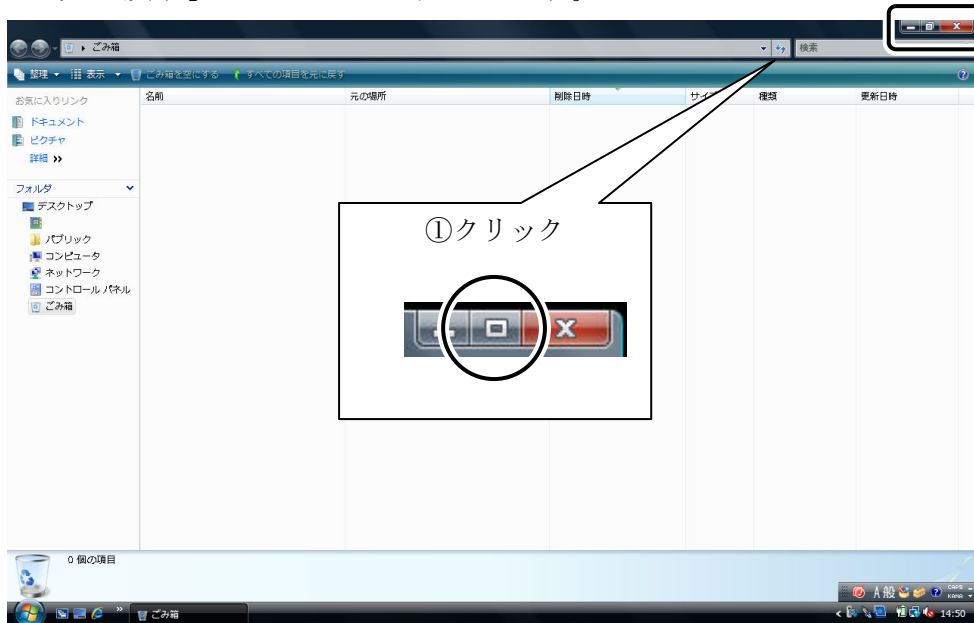 ごみ箱
検索
整理 表示 ごみ箱を空にする すべての項目を元に戻す
お気に入りリンク
ドキュメント
ピクチャ
詳細 »
フォルダ
デスクトップ
パブリック
コンピュータ
ネットワーク
コントロール パネル
ごみ箱
名前 元の場所 削除日時 種類 更新日時
①クリック
0 個の項目
A 般 CAPS
KANA
ごみ箱
14:50